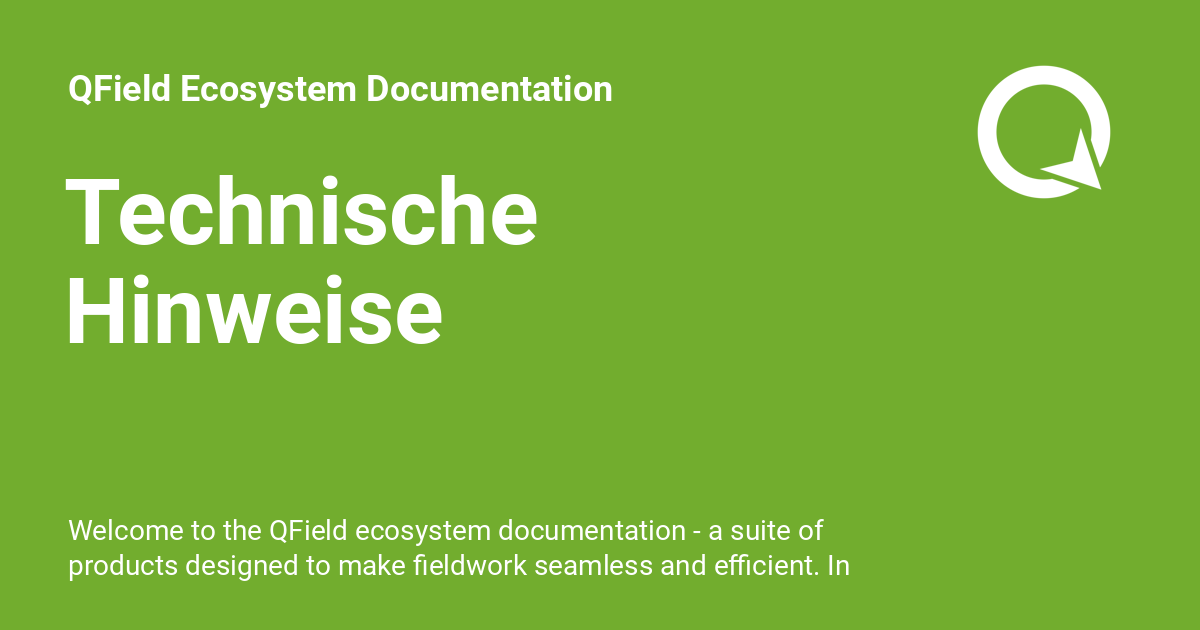 QField Ecosystem Documentation
Technische
Hinweise
Welcome to the QField ecosystem documentation - a suite of
products designed to make fieldwork seamless and efficient. In